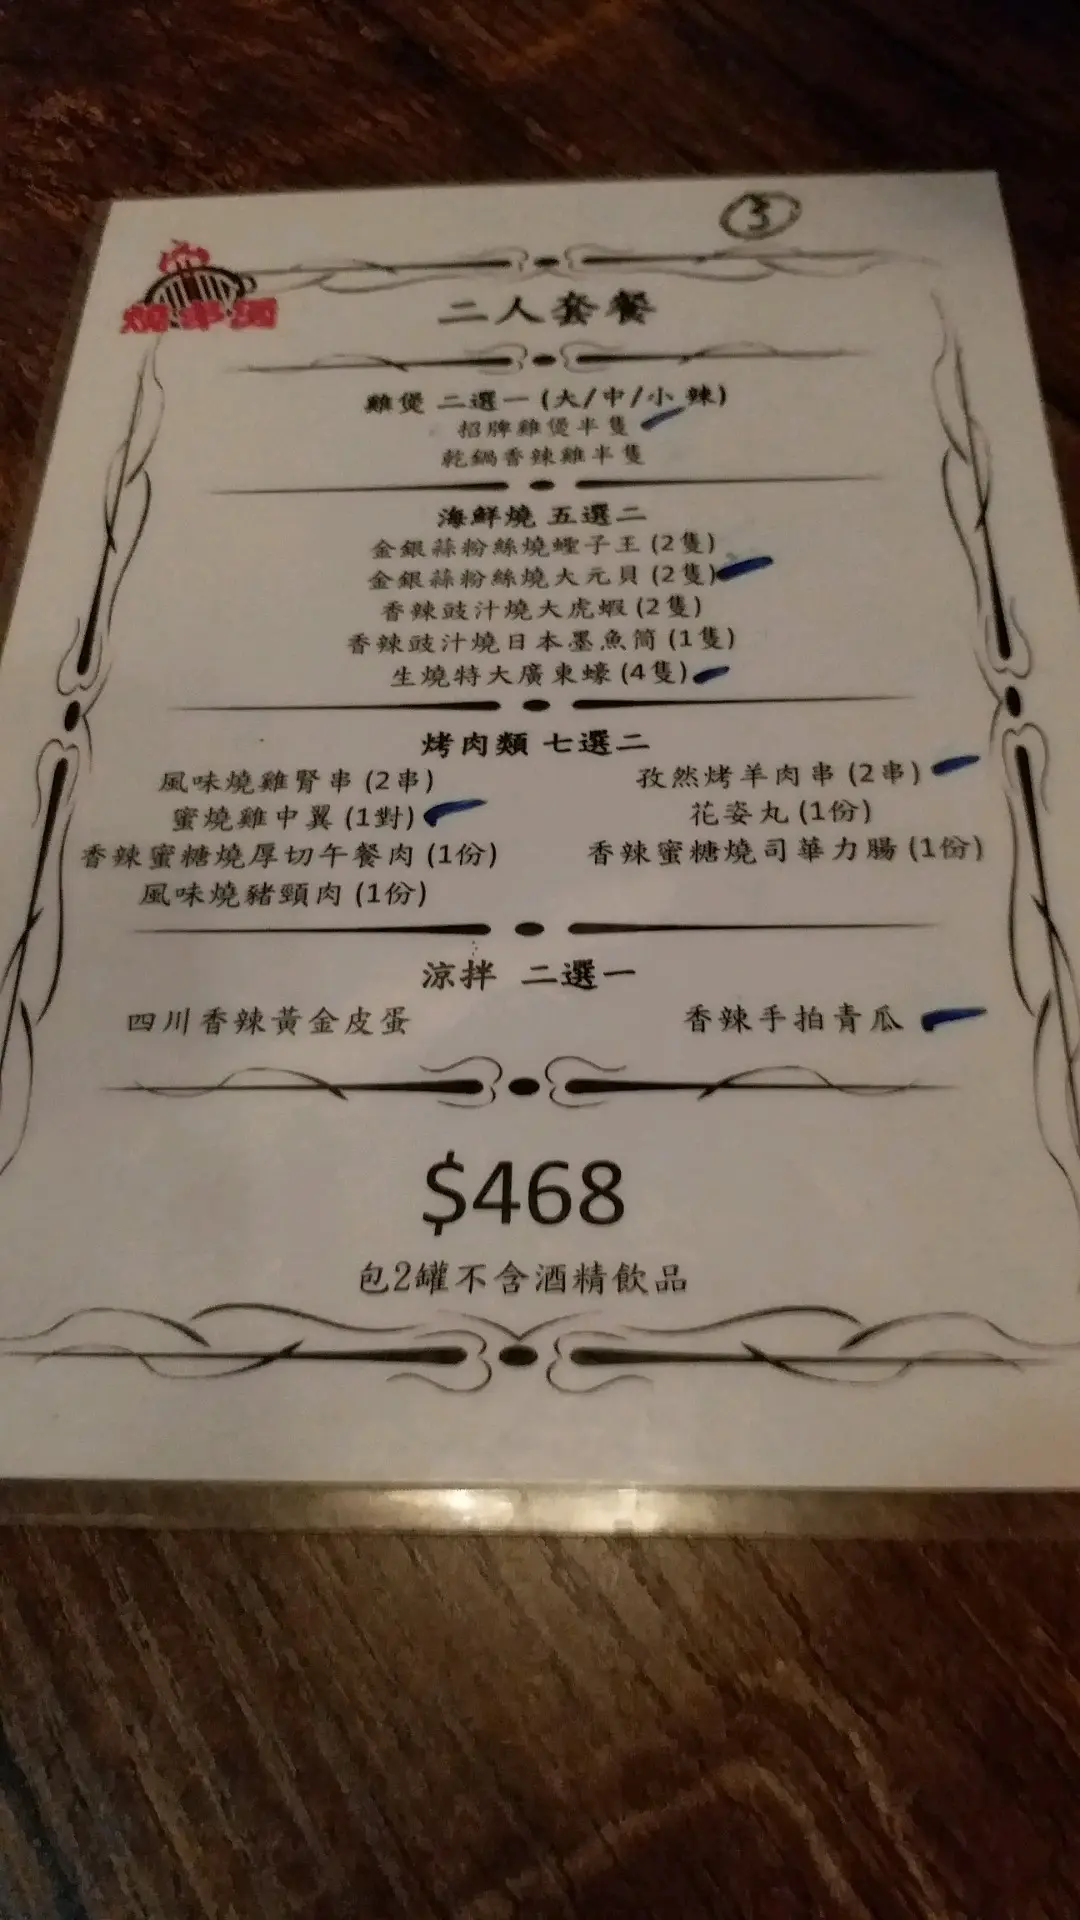 3
燒串酒
二人套餐
雞煲 二選一 (大/中/小 辣)
招牌雞煲半隻
乾鍋香辣雞半隻
海鮮燒 五選二
金銀蒜粉絲燒蟶子王 (2隻)
金銀蒜粉絲燒大元貝 (2隻)
香辣豉汁燒大虎蝦 (2隻)
香辣豉汁燒日本墨魚筒 (1隻)
生燒特大廣東蠔 (4隻)
烤肉類 七選二
風味燒雞腎串 (2串)
孜然烤羊肉串 (2串)
蜜燒雞中翼 (1對)
花姿丸 (1份)
香辣蜜糖燒厚切午餐肉 (1份)
香辣蜜糖燒司華力腸 (1份)
風味燒豬頸肉 (1份)
涼拌 二選一
四川香辣黃金皮蛋
香辣手拍青瓜
$468
包2罐不含酒精飲品